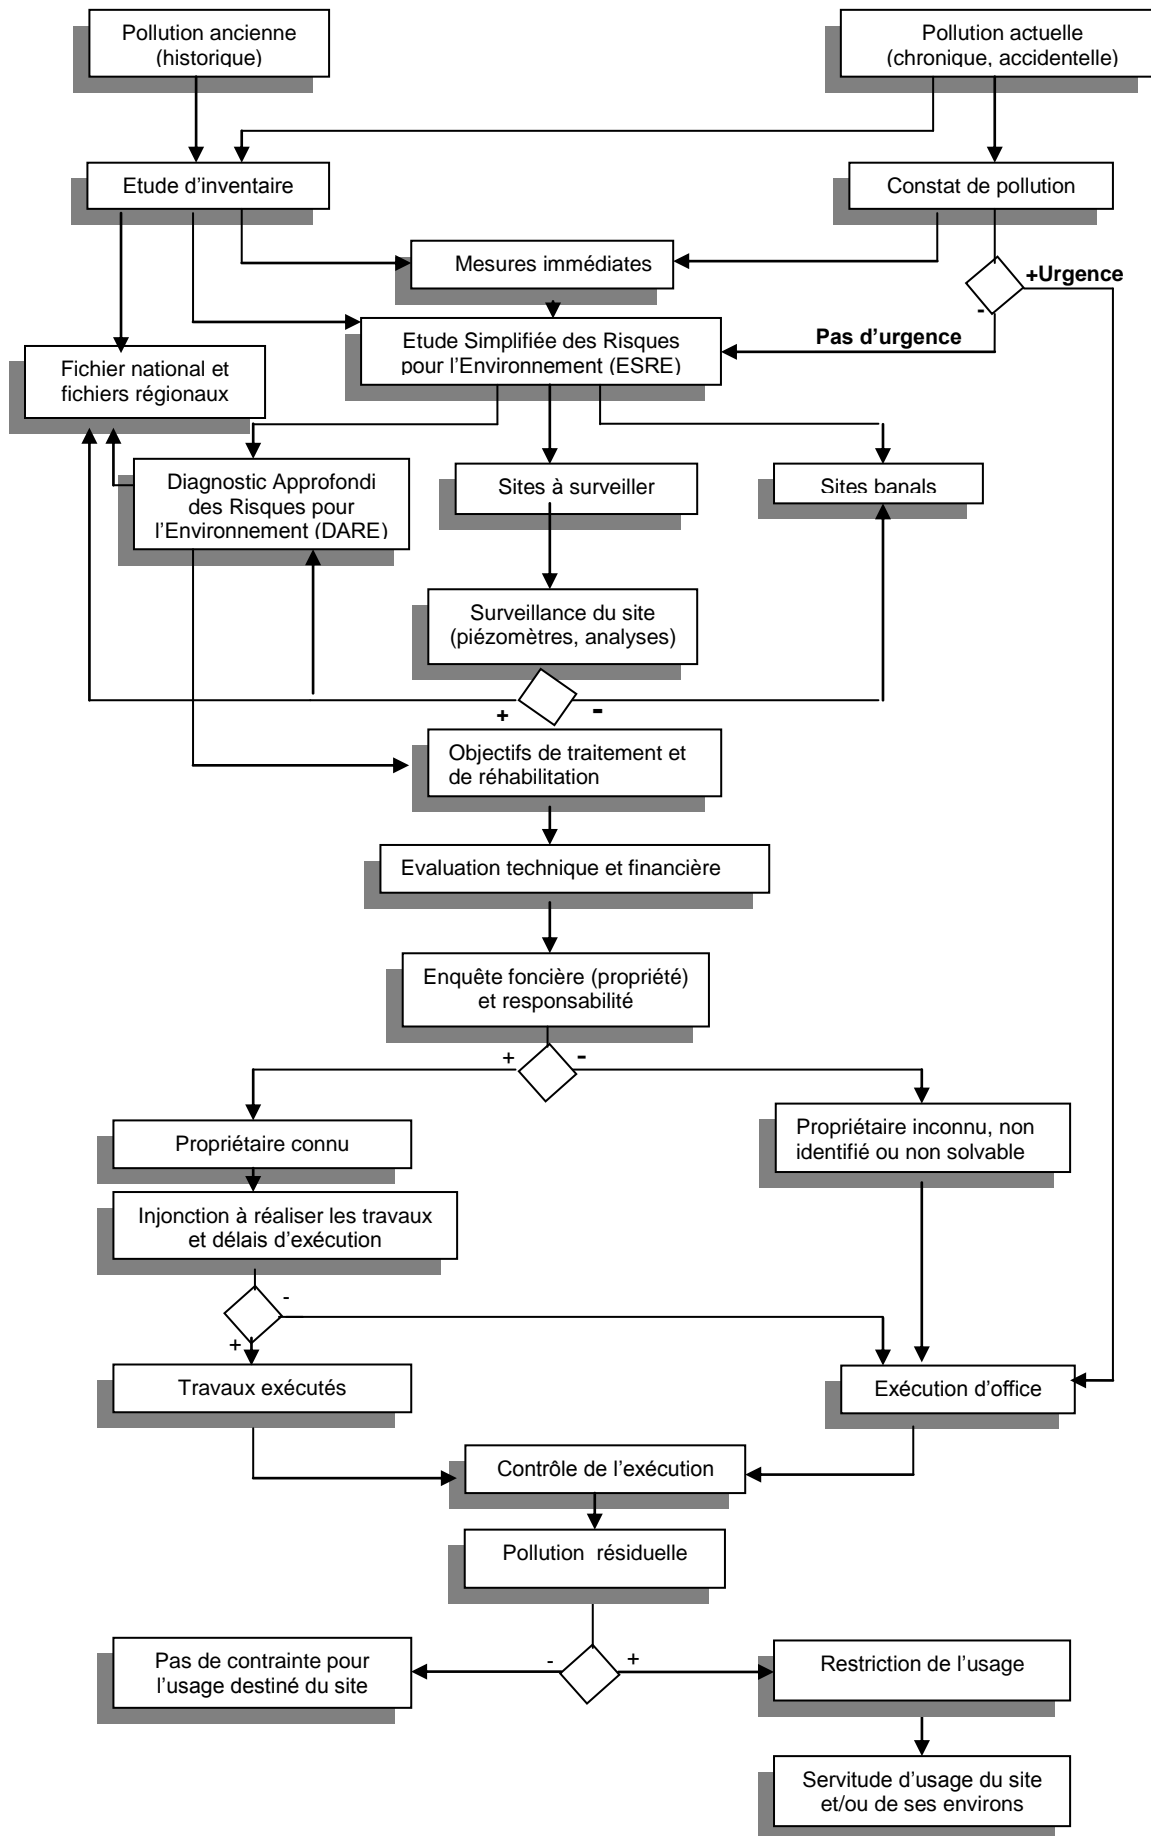 Pollution ancienne
(historique)
Pollution actuelle
(chronique, accidentelle)
Etude d'inventaire
Constat de pollution
Mesures immédiates
+Urgence
-
Pas d'urgence
Etude Simplifiée des Risques
pour l'Environnement (ESRE)
Fichier national et
fichiers régionaux
Diagnostic Approfondi
des Risques pour
l'Environnement (DARE)
Sites à surveiller
Sites banals
Surveillance du site
(piézomètres, analyses)
+ -
Objectifs de traitement et
de réhabilitation
Evaluation technique et financière
Enquête foncière (propriété)
et responsabilité
+ -
Propriétaire connu
Propriétaire inconnu, non
identifié ou non solvable
Injonction à réaliser les travaux
et délais d'exécution
-
+
Travaux exécutés
Exécution d'office
Contrôle de l'exécution
Pollution résiduelle
- +
Pas de contrainte pour
l'usage destiné du site
Restriction de l'usage
Servitude d'usage du site
et/ou de ses environs